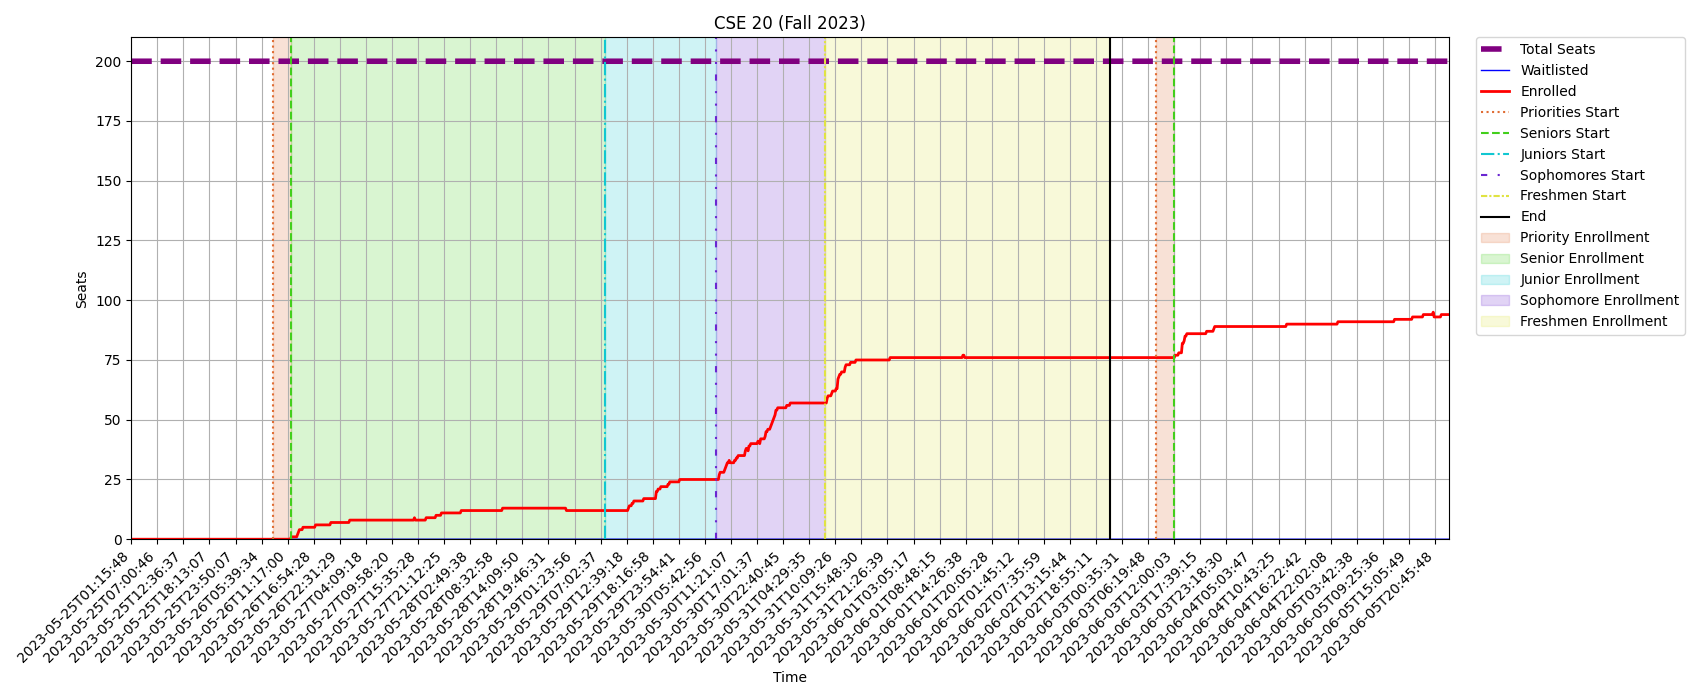 CSE 20 (Fall 2023)
Seats
200
175
150
125
100
75
50
25
0
2023-05-25T01:15:48
2023-05-25T07:00:46
2023-05-25T12:36:37
2023-05-25T18:13:07
2023-05-25T23:50:07
2023-05-26T05:39:34
2023-05-26T11:17:00
2023-05-26T16:54:28
2023-05-26T22:31:29
2023-05-27T04:09:18
2023-05-27T09:58:20
2023-05-27T15:35:28
2023-05-27T21:12:25
2023-05-28T02:49:38
2023-05-28T08:32:58
2023-05-28T14:09:50
2023-05-28T19:46:31
2023-05-29T01:23:56
2023-05-29T07:02:37
2023-05-29T12:39:18
2023-05-29T18:16:58
2023-05-29T23:54:41
2023-05-30T05:42:56
2023-05-30T11:21:07
2023-05-30T17:01:37
2023-05-30T22:40:45
2023-05-31T04:29:35
2023-05-31T10:09:26
2023-05-31T15:48:30
2023-05-31T21:26:39
2023-06-01T03:05:17
2023-06-01T08:48:15
2023-06-01T14:26:38
2023-06-01T20:05:28
2023-06-02T01:45:12
2023-06-02T07:35:59
2023-06-02T13:15:44
2023-06-02T18:55:11
2023-06-03T00:35:31
2023-06-03T06:19:48
2023-06-03T12:00:03
2023-06-03T17:39:15
2023-06-03T23:18:30
2023-06-04T05:03:47
2023-06-04T10:43:25
2023-06-04T16:22:42
2023-06-04T22:02:08
2023-06-05T03:42:38
2023-06-05T09:25:36
2023-06-05T15:05:49
2023-06-05T20:45:48
Time
Total Seats
Waitlisted
Enrolled
Priorities Start
Seniors Start
Juniors Start
Sophomores Start
Freshmen Start
End
Priority Enrollment
Senior Enrollment
Junior Enrollment
Sophomore Enrollment
Freshmen Enrollment